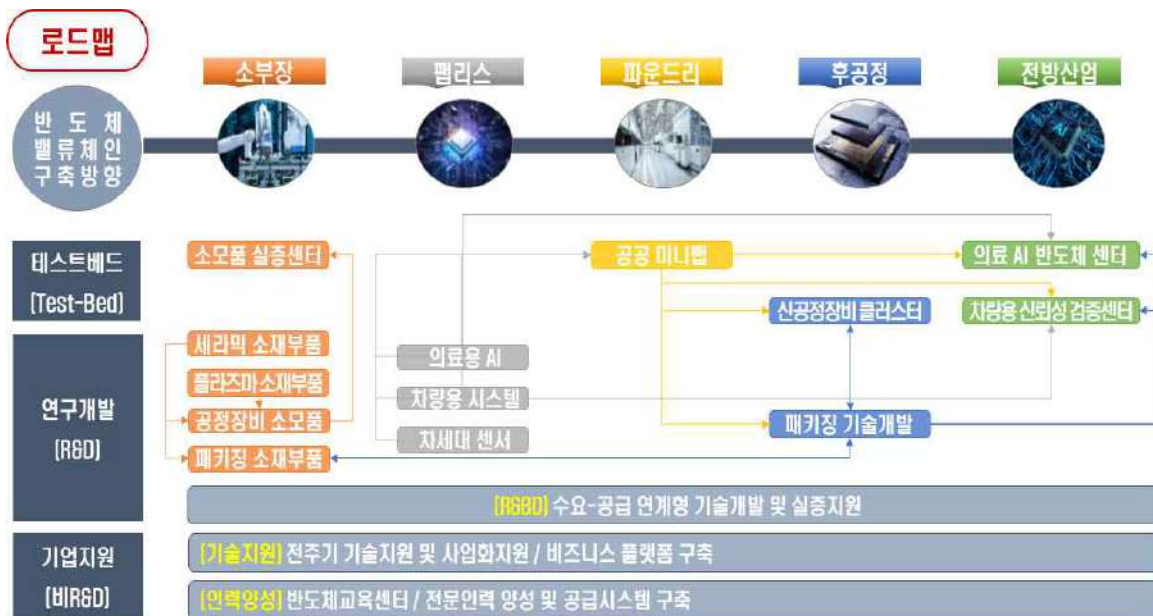 로드맵
소부장
팹리스
파운드리
후공정
전방산업
반 도 체
밸류체인
구축방향
테스트베드
(Test-Bed)
소모품 실증센터
공공 미니팹
의료 AI 반도체 센터
신공정장비 클러스터
차량용 신뢰성 검증센터
연구개발
(R&D)
세라믹 소재부품
플라즈마 소재부품
공정장비 소모품
패키징 소재부품
의료용 AI
차량용 시스템
차세대 센서
패키징 기술개발
[R&BD] 수요-공급 연계형 기술개발 및 실증지원
기업지원
(비R&D)
[기술지원] 전주기 기술지원 및 사업화지원 / 비즈니스 플랫폼 구축
[인력양성] 반도체교육센터 / 전문인력 양성 및 공급시스템 구축